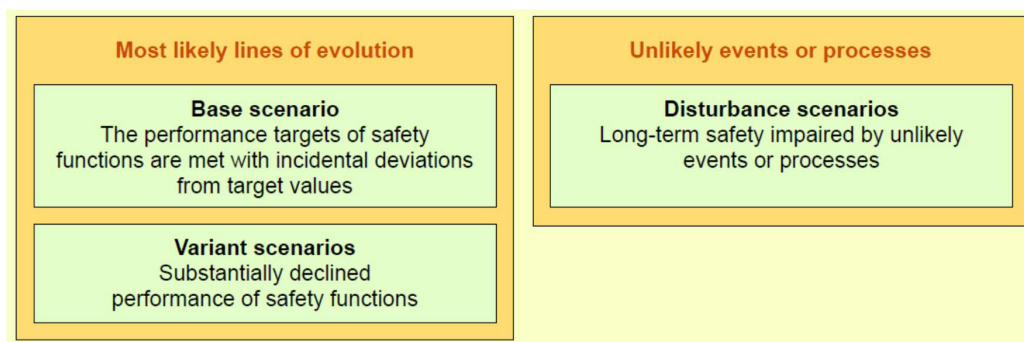 Most likely lines of evolution
Base scenario
The performance targets of safety
functions are met with incidental deviations
from target values
Variant scenarios
Substantially declined
performance of safety functions
Unlikely events or processes
Disturbance scenarios
Long-term safety impaired by unlikely
events or processes